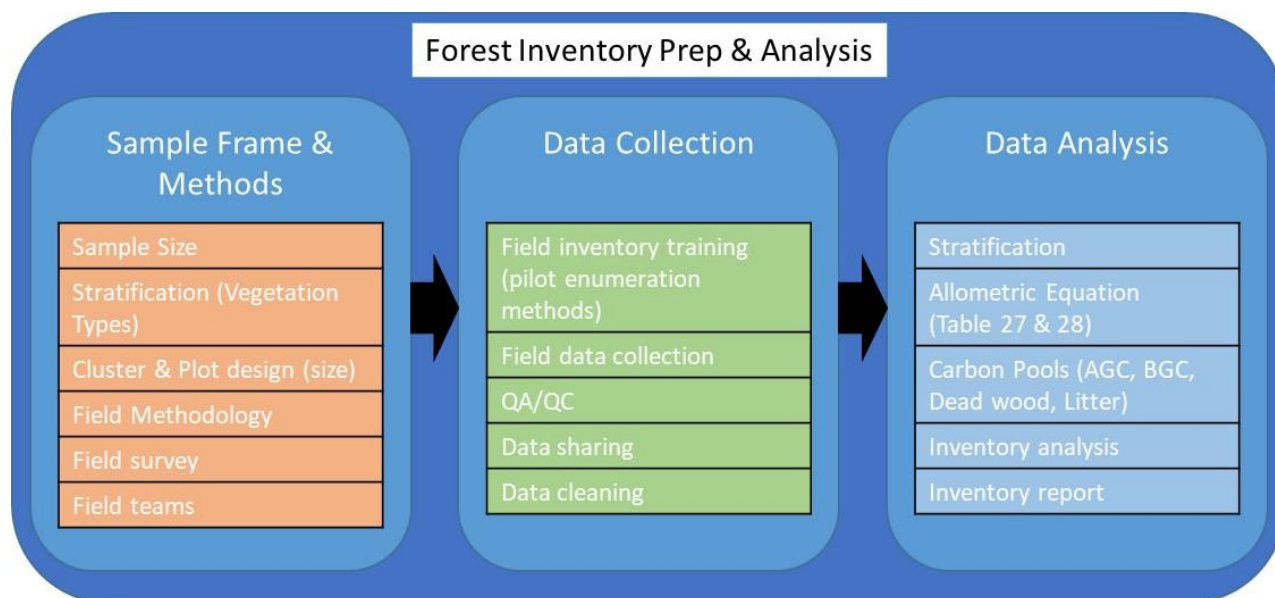 Forest Inventory Prep & Analysis
Sample Frame &
Methods
Sample Size
Stratification (Vegetation
Types)
Cluster & Plot design (size)
Field Methodology
Field survey
Field teams
Data Collection
Field inventory training
(pilot enumeration
methods)
Field data collection
QA/QC
Data sharing
Data cleaning
Data Analysis
Stratification
Allometric Equation
(Table 27 & 28)
Carbon Pools (AGC, BGC,
Dead wood, Litter)
Inventory analysis
Inventory report